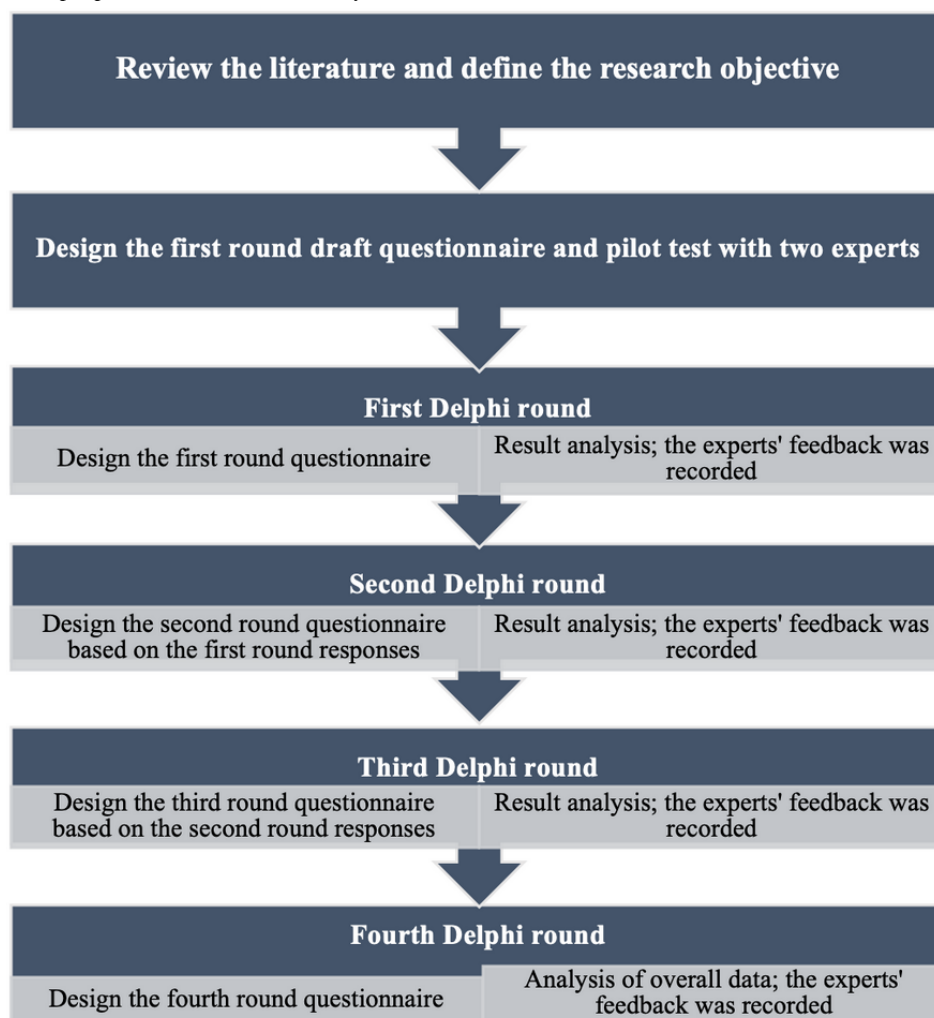 Review the literature and define the research objective
Design the first round draft questionnaire and pilot test with two experts
First Delphi round
Design the first round questionnaire
Result analysis; the experts' feedback was
recorded
Second Delphi round
Design the second round questionnaire
based on the first round responses
Result analysis; the experts' feedback was
recorded
Third Delphi round
Design the third round questionnaire
based on the second round responses
Result analysis; the experts' feedback was
recorded
Fourth Delphi round
Design the fourth round questionnaire
Analysis of overall data; the experts'
feedback was recorded